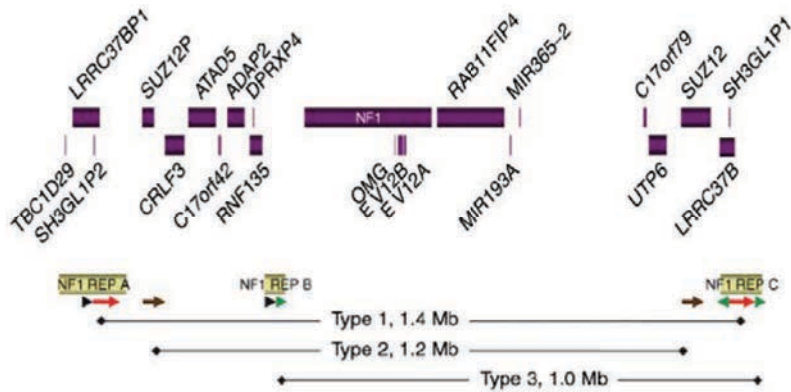 LRRC37BP1
SUZ12P
ATAD5
ADAP2
DPRXP4
RAB11FIP4
MIR365-2
C17orf79
SUZ12
SH3GL1P1
NF1
TBC1D29
SH3GL1P2
CRLF3
C17orf42
RNF135
OMG
E V12B
E V12A
MIR193A
UTP6
LRRC37B
NF1 REP A
NF1 REP B
NF1 REP C
Type 1, 1.4 Mb
Type 2, 1.2 Mb
Type 3, 1.0 Mb